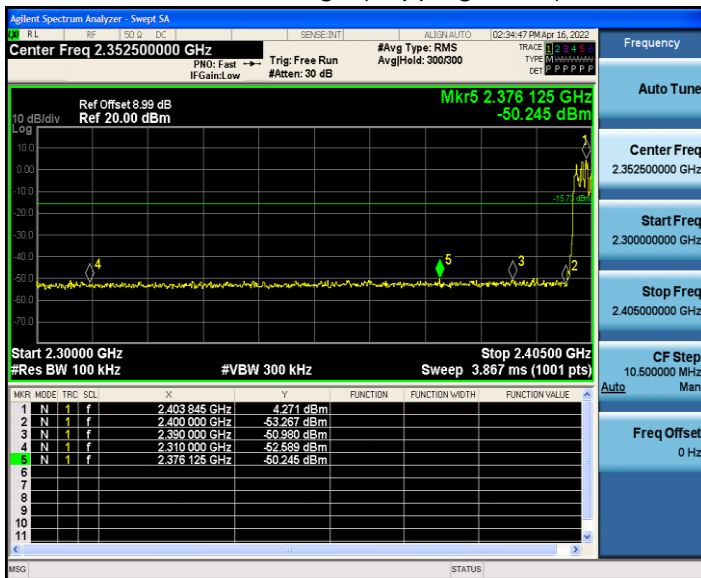 Agilent Spectrum Analyzer - Swept SA
RL RF 50 Ω DC SENSE:INT ALIGN AUTO 02:34:47 PM Apr 16, 2022
Center Freq 2.352500000 GHz
PNO: Fast
IFGain:Low
Trig: Free Run
#Atten: 30 dB
#Avg Type: RMS
Avg|Hold: 300/300
TRACE 1 2 3 4 5 6
TYPE M
DET P P P P P P
Ref Offset 8.99 dB
10 dB/div Ref 20.00 dBm
Log
Mkr5 2.376 125 GHz
-50.245 dBm
10.0
0.00
-10.0
-20.0
-30.0
-40.0
-50.0
-60.0
-70.0
1
-15.73 dBm
4
5
3
2
Start 2.30000 GHz Stop 2.40500 GHz
#Res BW 100 kHz #VBW 300 kHz Sweep 3.867 ms (1001 pts)
MKR MODE TRC SCL X Y FUNCTION FUNCTION WIDTH FUNCTION VALUE
1 N 1 f 2.403 845 GHz 4.271 dBm
2 N 1 f 2.400 000 GHz -53.267 dBm
3 N 1 f 2.390 000 GHz -50.980 dBm
4 N 1 f 2.310 000 GHz -52.589 dBm
5 N 1 f 2.376 125 GHz -50.245 dBm
6
7
8
9
10
11
MSG STATUS
Frequency
Auto Tune
Center Freq
2.352500000 GHz
Start Freq
2.300000000 GHz
Stop Freq
2.405000000 GHz
CF Step
10.500000 MHz
Auto Man
Freq Offset
0 Hz